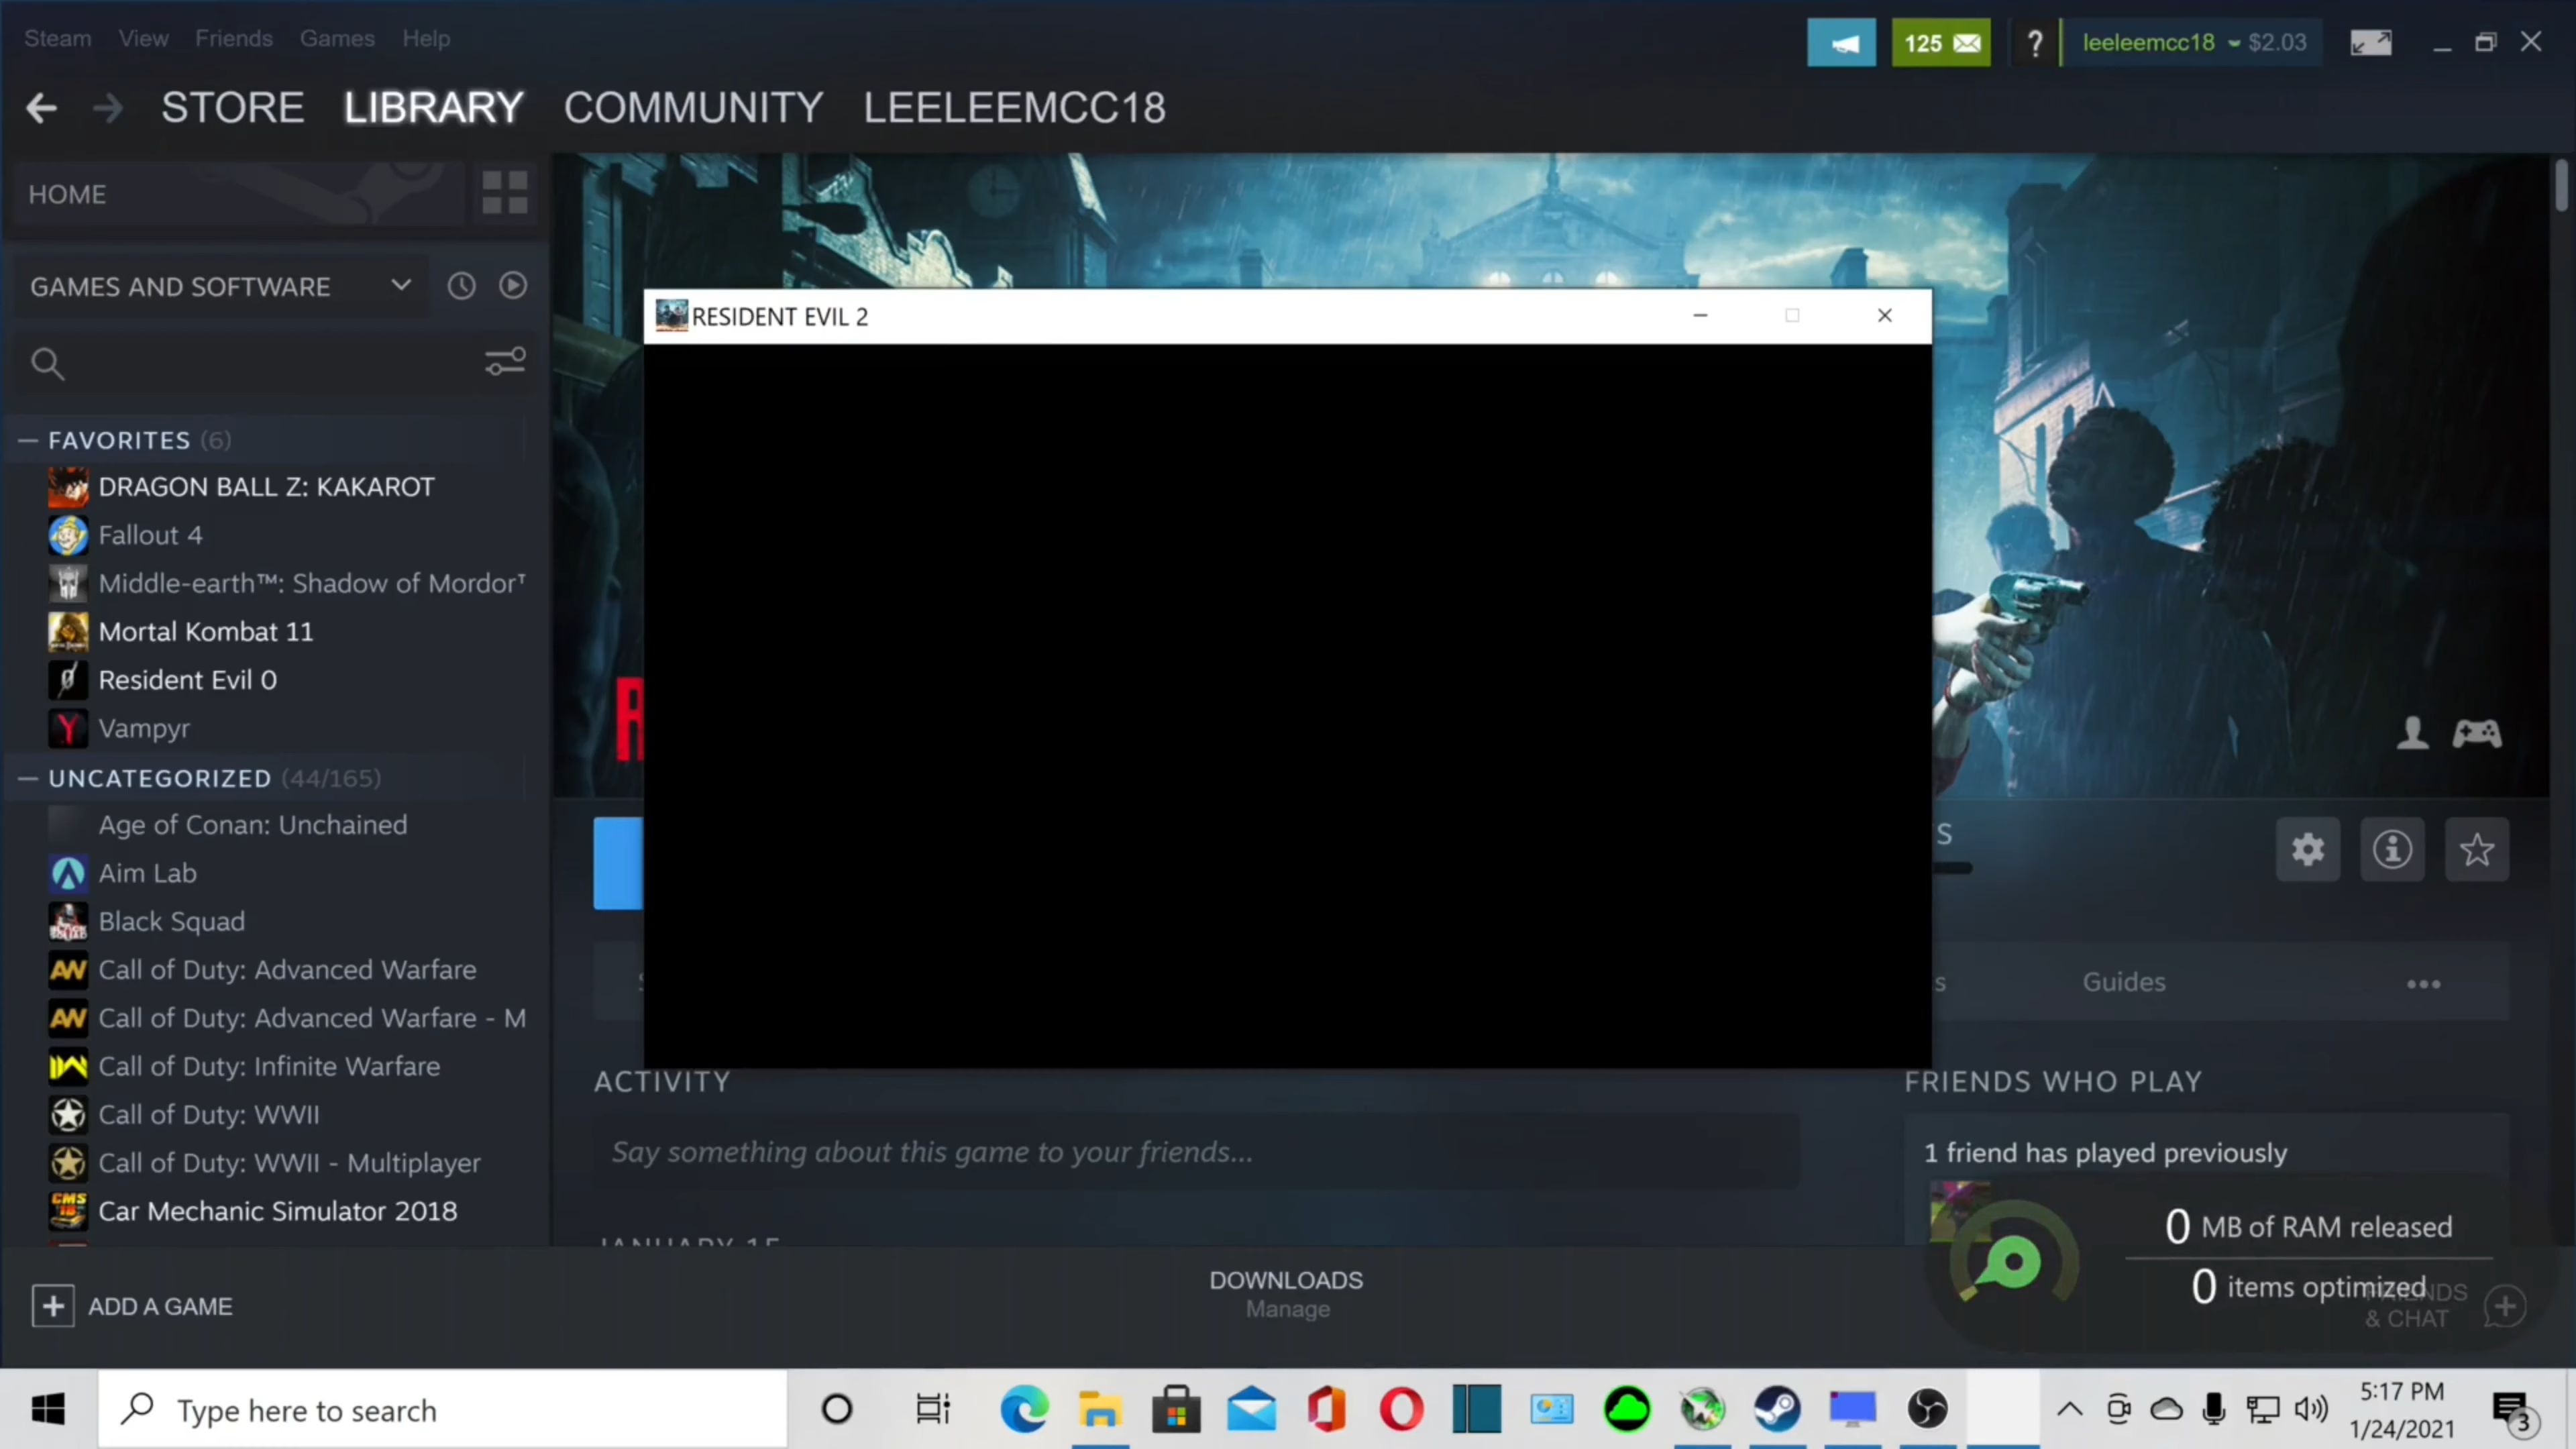 Steam View Friends Games Help
125 ? leeleemcc18 $2.03
STORE LIBRARY COMMUNITY LEELEEMCC18
HOME
GAMES AND SOFTWARE
RESIDENT EVIL 2
FAVORITES (6)
DRAGON BALL Z: KAKAROT
Fallout 4
Middle-earth™: Shadow of Mordor
Mortal Kombat 11
Resident Evil 0
Vampyr
UNCATEGORIZED (44/165)
Age of Conan: Unchained
Aim Lab
Black Squad
Call of Duty: Advanced Warfare
Call of Duty: Advanced Warfare - M
Call of Duty: Infinite Warfare
Call of Duty: WWII
Call of Duty: WWII - Multiplayer
Car Mechanic Simulator 2018
R
S
s Guides
ACTIVITY
Say something about this game to your friends...
JANUARY 15
FRIENDS WHO PLAY
1 friend has played previously
0 MB of RAM released
0 items optimized
ADD A GAME
DOWNLOADS
Manage
& CHAT
Type here to search
5:17 PM
1/24/2021
3